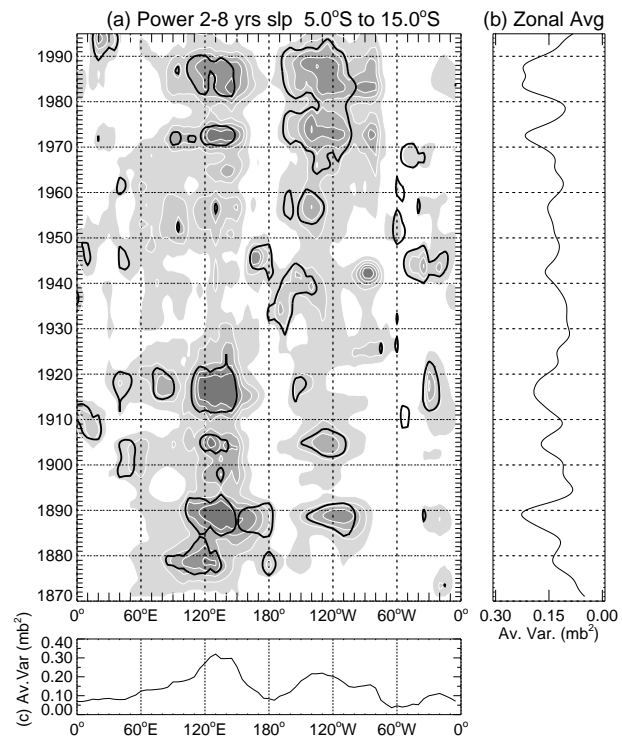 (a) Power 2-8 yrs slp 5.0°S to 15.0°S
(b) Zonal Avg
1995
1980
1970
1960
1950
1940
1930
1920
1910
1900
1890
1880
1870
0° 60°E 120°E 180° 120°W 60°W 0°
0.30 0.15 0.00
Av. Var. (mb²)
(c) Av.Var (mb²)
0.40
0.30
0.20
0.10
0.00
0° 60°E 120°E 180° 120°W 60°W 0°